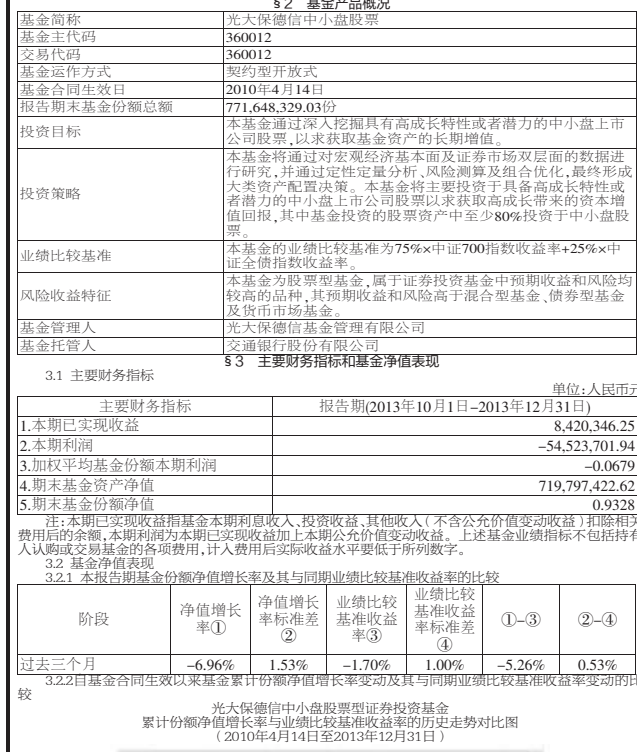 §2 基金产品概况
基金简称 光大保德信中小盘股票
基金主代码 360012
交易代码 360012
基金运作方式 契约型开放式
基金合同生效日 2010年4月14日
报告期末基金份额总额 771,648,329.03份
投资目标 本基金通过深入挖掘具有高成长特性或者潜力的中小盘上市
公司股票,以求获取基金资产的长期增值。
投资策略 本基金将通过对宏观经济基本面及证券市场双层面的数据进
行研究,并通过定性定量分析、风险测算及组合优化,最终形成
大类资产配置决策。本基金将主要投资于具备高成长特性或
者潜力的中小盘上市公司股票以求获取高成长带来的资本增
值回报,其中基金投资的股票资产中至少80%投资于中小盘股
票。
业绩比较基准 本基金的业绩比较基准为75%×中证700指数收益率+25%×中
证全债指数收益率。
风险收益特征 本基金为股票型基金,属于证券投资基金中预期收益和风险均
较高的品种,其预期收益和风险高于混合型基金、债券型基金
及货币市场基金。
基金管理人 光大保德信基金管理有限公司
基金托管人 交通银行股份有限公司
§3 主要财务指标和基金净值表现
3.1 主要财务指标
单位:人民币元
主要财务指标 报告期(2013年10月1日-2013年12月31日)
1.本期已实现收益 8,420,346.25
2.本期利润 -54,523,701.94
3.加权平均基金份额本期利润 -0.0679
4.期末基金资产净值 719,797,422.62
5.期末基金份额净值 0.9328
注:本期已实现收益指基金本期利息收入、投资收益、其他收入(不含公允价值变动收益)扣除相关
费用后的余额,本期利润为本期已实现收益加上本期公允价值变动收益。上述基金业绩指标不包括持有
人认购或交易基金的各项费用,计入费用后实际收益水平要低于所列数字。
3.2 基金净值表现
3.2.1 本报告期基金份额净值增长率及其与同期业绩比较基准收益率的比较
阶段 净值增长率① 净值增长率标准差② 业绩比较基准收益率③ 业绩比较基准收益率标准差④ ①-③ ②-④
过去三个月 -6.96% 1.53% -1.70% 1.00% -5.26% 0.53%
3.2.2自基金合同生效以来基金累计份额净值增长率变动及其与同期业绩比较基准收益率变动的比
较
光大保德信中小盘股票型证券投资基金
累计份额净值增长率与业绩比较基准收益率的历史走势对比图
(2010年4月14日至2013年12月31日)